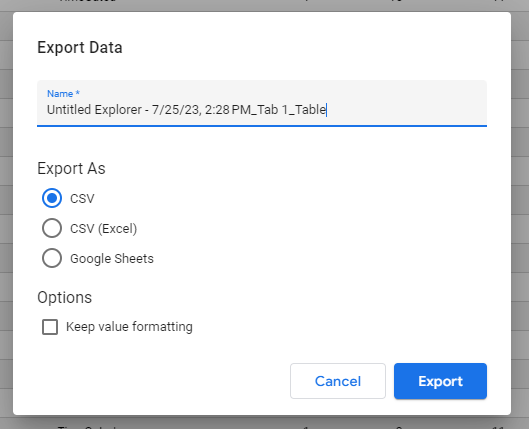 Export Data
Name *
Untitled Explorer - 7/25/23, 2:28 PM_Tab 1_Table
Export As
CSV
CSV (Excel)
Google Sheets
Options
Keep value formatting
Cancel
Export